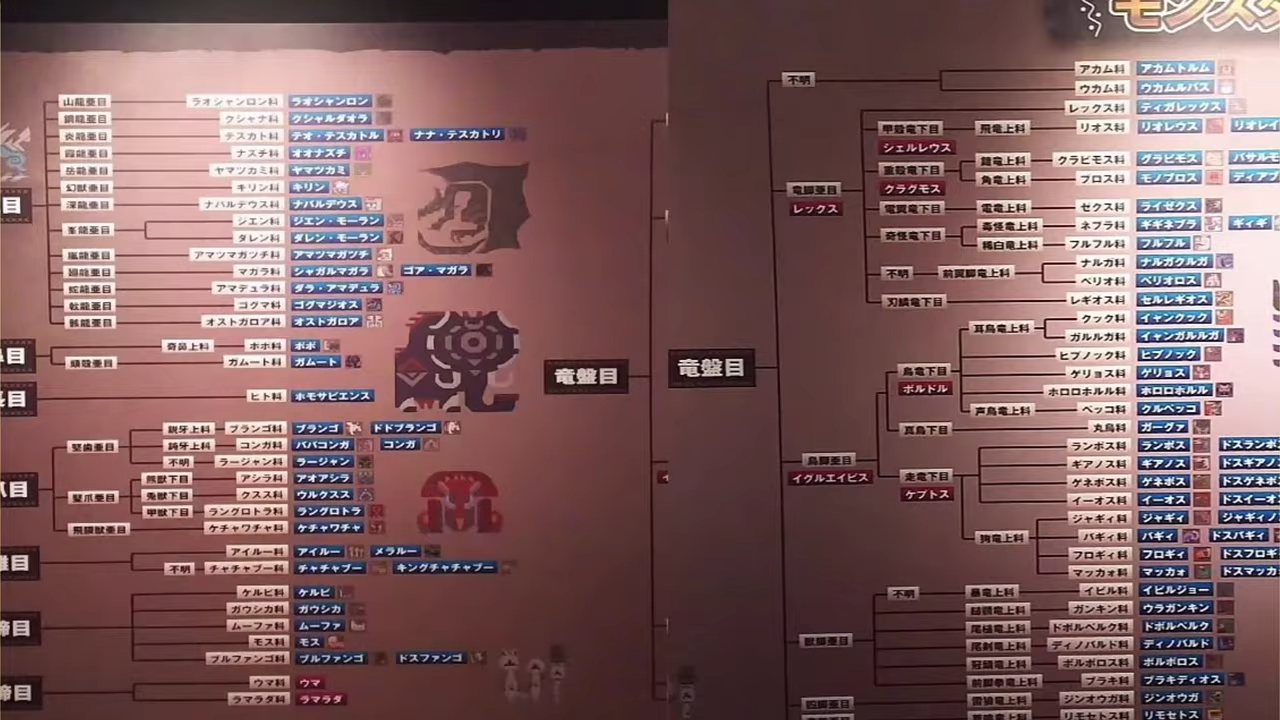 モンスタ
目
山龍亜目 ラオシャンロン科 ラオシャンロン
鋼龍亜目 クシャナ科 クシャルダオラ
炎龍亜目 テスカト科 テオ・テスカトル ナナ・テスカトリ
霞龍亜目 ナズチ科 オオナズチ
岳龍亜目 ヤマツカミ科 ヤマツカミ
幻獣亜目 キリン科 キリン
深龍亜目 ナバルデウス科 ナバルデウス
峯龍亜目 ジエン科 ジエン・モーラン
ダレン科 ダレン・モーラン
嵐龍亜目 アマツマガツチ科 アマツマガツチ
マガラ科 シャガルマガラ ゴア・マガラ
蛇龍亜目 アマデュラ科 ダラ・アマデュラ
ゴグマ科 ゴグマジオス
骸龍亜目 オストガロア科 オストガロア
目
奇鼻上科 ポポ科 ポポ
頭殻亜目 ガムート科 ガムート
目
ヒト科 ホモサピエンス
目
堅歯亜目 鋭牙上科 ブランゴ科 ブランゴ ドドブランゴ
コンガ科 ババコンガ コンガ
不明 ラージャン科 ラージャン
堅爪亜目 熊獣下目 アシラ科 アオアシラ
兎獣下目 クスス科 ウルクスス
甲獣下目 ラングロトラ科 ラングロトラ
飛膜獣亜目 ケチャワチャ科 ケチャワチャ
目
アイルー科 アイルー メラルー
不明 チャチャブー科 チャチャブー キングチャチャブー
蹄目
ケルビ科 ケルビ
ガウシカ科 ガウシカ
ムーファ科 ムーファ
モス科 モス
ブルファンゴ科 ブルファンゴ ドスファンゴ
蹄目
ウマ科 ウマ
ラマラダ科 ラマラダ
竜盤目
竜盤目
不明 アカム科 アカムトルム
ウカム科 ウカムルバス
竜脚亜目
レックス
レックス科 ティガレックス
甲殻竜下目 飛竜上科 リオス科 リオレウス リオレイ
シェルレウス
重殻竜下目 鎧竜上科 グラビモス科 グラビモス バサルモ
クラグモス
角竜上科 ブロス科 モノブロス ディアブ
電翼竜下目 電竜上科 ゼクス科 ライゼクス
奇怪竜下目 毒怪竜上科 ネブラ科 ギギネブラ ギィギ
稀白竜上科 フルフル科 フルフル
不明 前翼脚竜上科 ナルガ科 ナルガクルガ
ベリオ科 ベリオロス
刃鱗竜下目 レギオス科 セルレギオス
鳥脚亜目
イグルエイビス
鳥竜下目
ボルドル
耳鳥竜上科 クック科 イャンクック
ガルルガ科 イャンガルルガ
ヒプノック科 ヒプノック
ゲリョス科 ゲリョス
ホロロホルル科 ホロロホルル
声鳥竜上科 ペッコ科 クルペッコ
真鳥下目 丸鳥科 ガーグァ
走竜下目
ケプトス
ランポス科 ランポス ドスランポ
ギアノス科 ギアノス ドスギアノ
ゲネポス科 ゲネポス ドスゲネポ
イーオス科 イーオス ドスイーオ
狗竜上科 ジャギィ科 ジャギィ ジャギィノ
バギィ科 バギィ ドスバギィ
フロギィ科 フロギィ ドスフロギ
マッカォ科 マッカォ ドスマッカ
獣脚亜目
不明 暴竜上科 イビル科 イビルジョー
槌顎竜上科 ガンキン科 ウラガンキン
尾槌竜上科 ドボルベルク科 ドボルベルク
尾剣竜上科 ディノバルド科 ディノバルド
冠頭竜上科 ボルボロス科 ボルボロス
前脚拳竜上科 ブラキ科 ブラキディオス
四脚亜目 雷狼竜上科 ジンオウガ科 ジンオウガ
リモセトス科 リモセトス